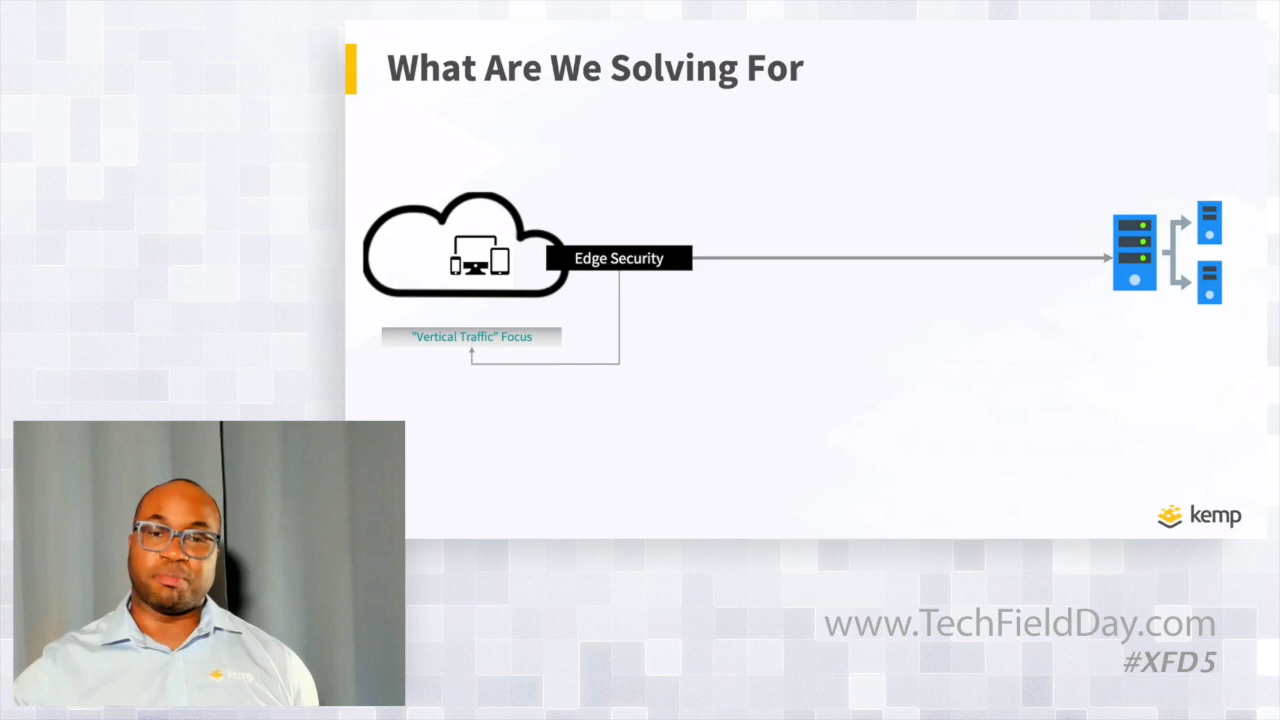 What Are We Solving For
Edge Security
"Vertical Traffic" Focus
kemp
www.TechFieldDay.com
#XFD5